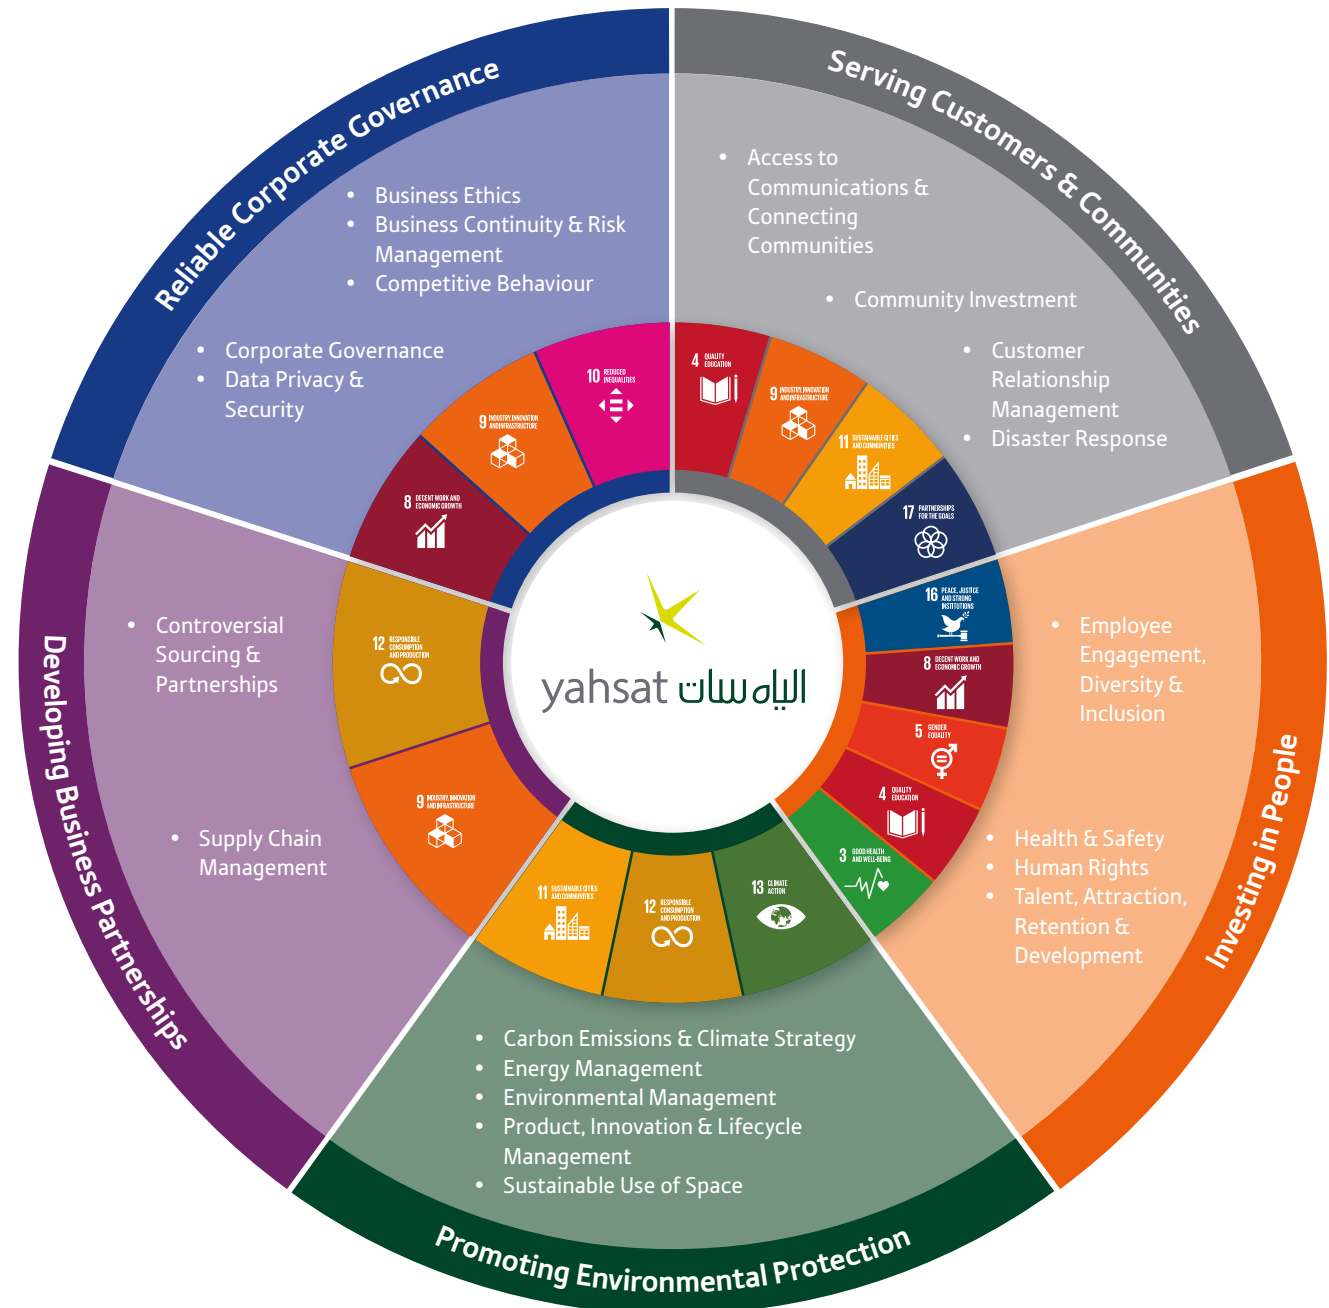 Reliable Corporate Governance
• Business Ethics
• Business Continuity & Risk
Management
• Competitive Behaviour
• Corporate Governance
• Data Privacy &
Security
8 DECENT WORK AND
ECONOMIC GROWTH
9 INDUSTRY, INNOVATION
AND INFRASTRUCTURE
10 REDUCED
INEQUALITIES
Serving Customers & Communities
• Access to
Communications &
Connecting
Communities
• Community Investment
• Customer
Relationship
Management
• Disaster Response
4 QUALITY
EDUCATION
9 INDUSTRY, INNOVATION
AND INFRASTRUCTURE
11 SUSTAINABLE CITIES
AND COMMUNITIES
17 PARTNERSHIPS
FOR THE GOALS
Investing in People
• Employee
Engagement,
Diversity &
Inclusion
• Health & Safety
• Human Rights
• Talent, Attraction,
Retention &
Development
16 PEACE, JUSTICE
AND STRONG
INSTITUTIONS
8 DECENT WORK AND
ECONOMIC GROWTH
5 GENDER
EQUALITY
4 QUALITY
EDUCATION
3 GOOD HEALTH
AND WELL-BEING
Promoting Environmental Protection
13 CLIMATE
ACTION
12 RESPONSIBLE
CONSUMPTION
AND PRODUCTION
11 SUSTAINABLE CITIES
AND COMMUNITIES
• Carbon Emissions & Climate Strategy
• Energy Management
• Environmental Management
• Product, Innovation & Lifecycle
Management
• Sustainable Use of Space
Developing Business Partnerships
• Controversial
Sourcing &
Partnerships
• Supply Chain
Management
12 RESPONSIBLE
CONSUMPTION
AND PRODUCTION
9 INDUSTRY, INNOVATION
AND INFRASTRUCTURE
yahsat الياه سات